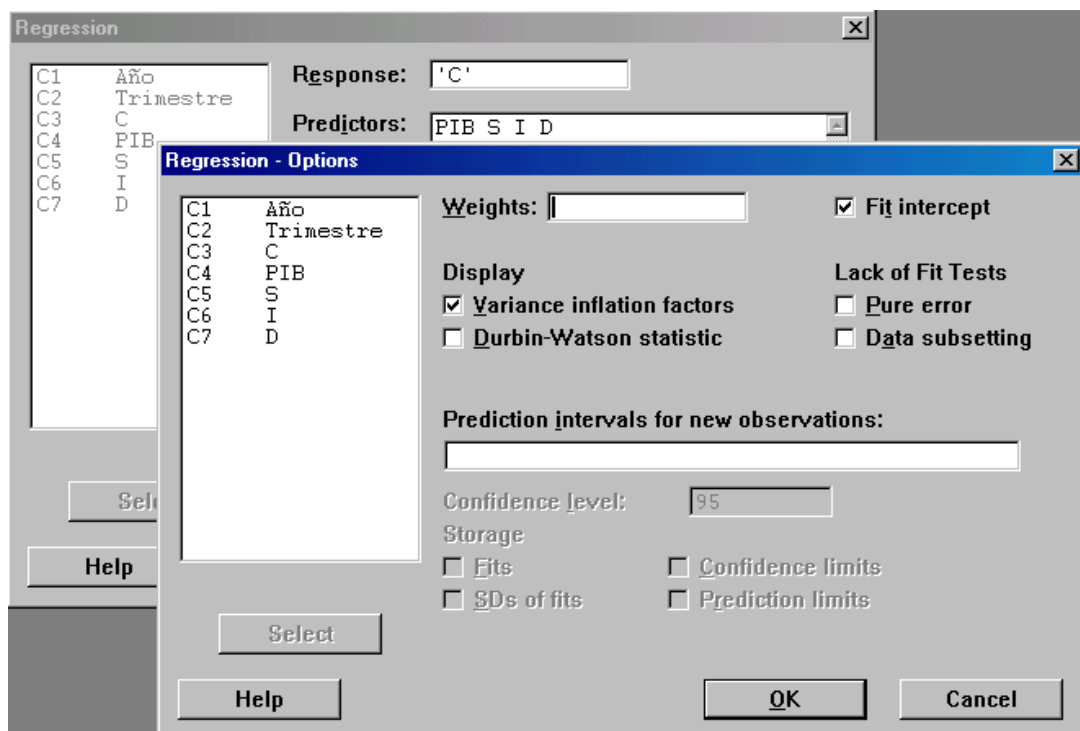 Regression
C1 Año
C2 Trimestre
C3 C
C4 PIB
C5 S
C6 I
C7 D
Response: 'C'
Predictors: PIB S I D
Help
Regression - Options
C1 Año
C2 Trimestre
C3 C
C4 PIB
C5 S
C6 I
C7 D
Weights:
Fit intercept
Display
Variance inflation factors
Durbin-Watson statistic
Lack of Fit Tests
Pure error
Data subsetting
Prediction intervals for new observations:
Confidence level: 95
Storage
Fits
Confidence limits
SDs of fits
Prediction limits
Select
Help
OK
Cancel